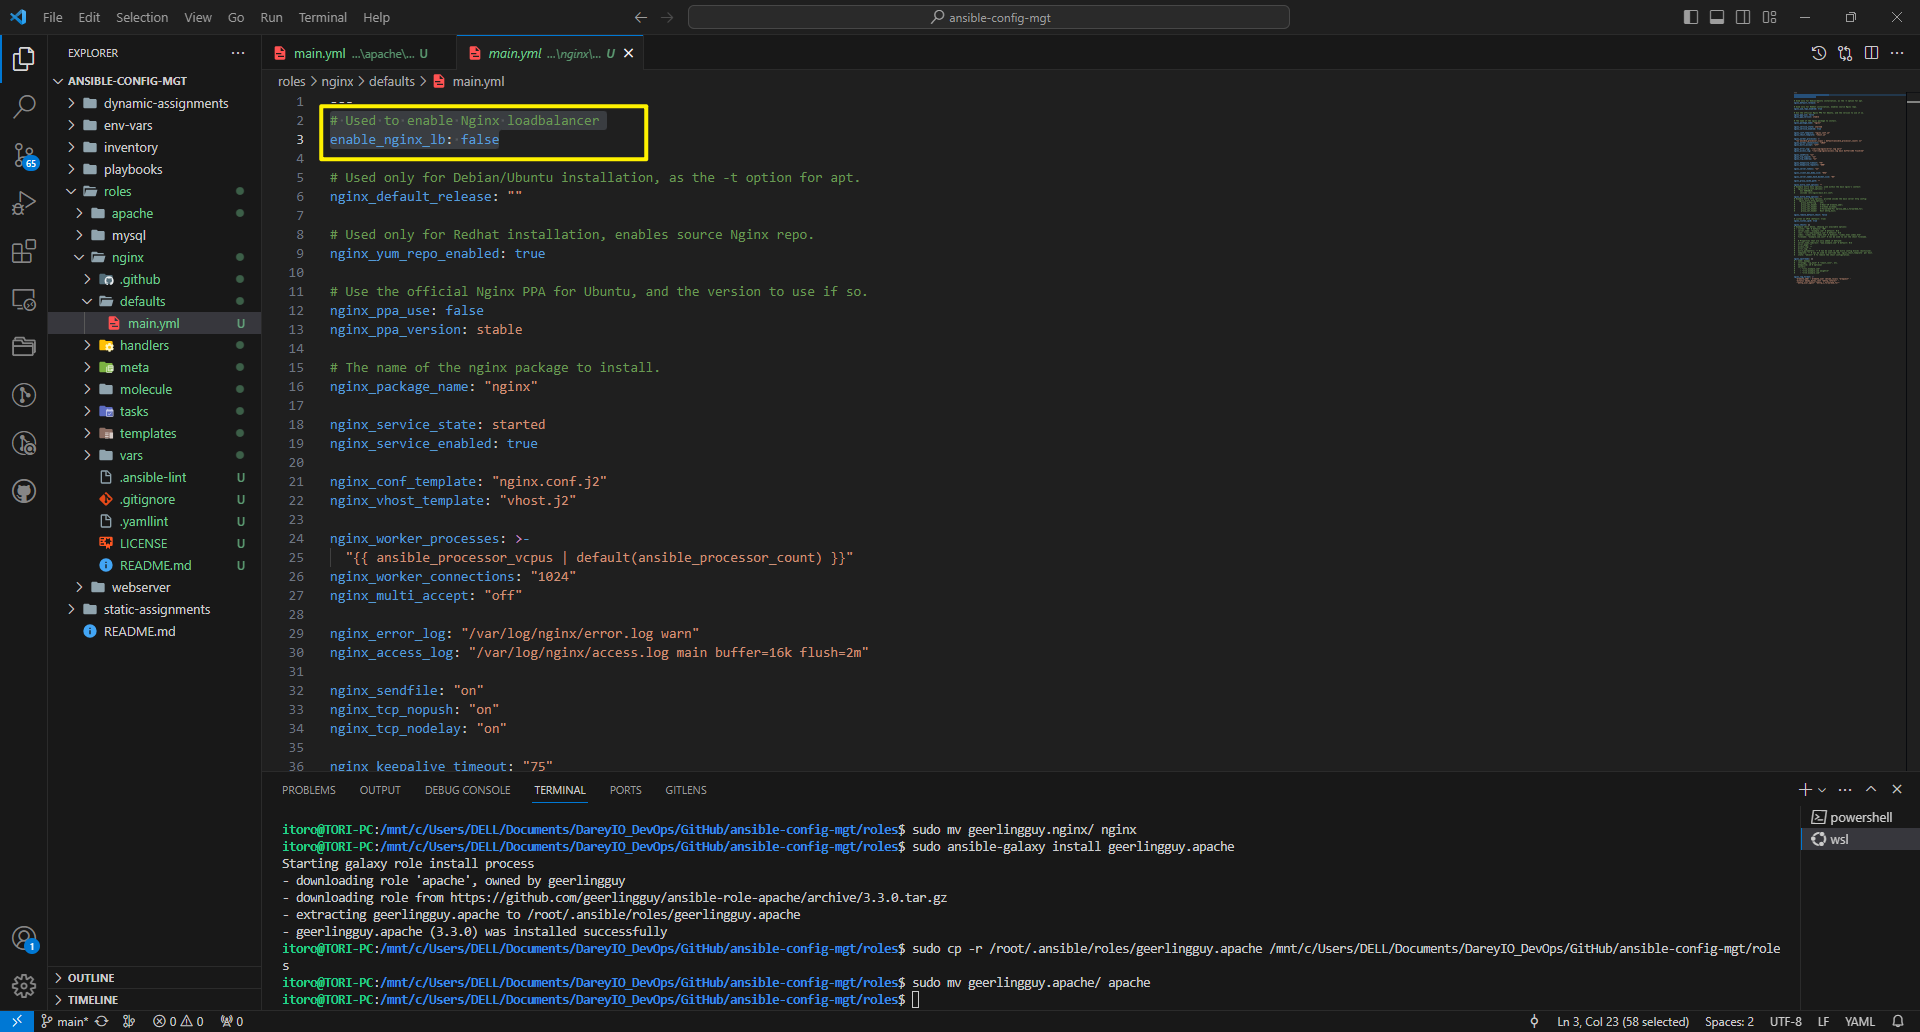 File Edit Selection View Go Run Terminal Help
ansible-config-mgt
EXPLORER
ANSIBLE-CONFIG-MGT
dynamic-assignments
env-vars
inventory
playbooks
roles
apache
mysql
nginx
.github
defaults
main.yml U
handlers
meta
molecule
tasks
templates
vars
.ansible-lint U
.gitignore U
.yamllint U
LICENSE U
README.md U
webserver
static-assignments
README.md
OUTLINE
TIMELINE
65
1
main.yml ...\apache\... U
main.yml ...\nginx\... U
roles > nginx > defaults > main.yml
1 ---
2 # Used to enable Nginx loadbalancer
3 enable_nginx_lb: false
4
5 # Used only for Debian/Ubuntu installation, as the -t option for apt.
6 nginx_default_release: ""
7
8 # Used only for Redhat installation, enables source Nginx repo.
9 nginx_yum_repo_enabled: true
10
11 # Use the official Nginx PPA for Ubuntu, and the version to use if so.
12 nginx_ppa_use: false
13 nginx_ppa_version: stable
14
15 # The name of the nginx package to install.
16 nginx_package_name: "nginx"
17
18 nginx_service_state: started
19 nginx_service_enabled: true
20
21 nginx_conf_template: "nginx.conf.j2"
22 nginx_vhost_template: "vhost.j2"
23
24 nginx_worker_processes: >-
25 "{{ ansible_processor_vcpus | default(ansible_processor_count) }}"
26 nginx_worker_connections: "1024"
27 nginx_multi_accept: "off"
28
29 nginx_error_log: "/var/log/nginx/error.log warn"
30 nginx_access_log: "/var/log/nginx/access.log main buffer=16k flush=2m"
31
32 nginx_sendfile: "on"
33 nginx_tcp_nopush: "on"
34 nginx_tcp_nodelay: "on"
35
36 nginx_keepalive_timeout: "75"
PROBLEMS OUTPUT DEBUG CONSOLE TERMINAL PORTS GITLENS
itoro@TORI-PC:/mnt/c/Users/DELL/Documents/DareyIO_DevOps/GitHub/ansible-config-mgt/roles$ sudo mv geerlingguy.nginx/ nginx
itoro@TORI-PC:/mnt/c/Users/DELL/Documents/DareyIO_DevOps/GitHub/ansible-config-mgt/roles$ sudo ansible-galaxy install geerlingguy.apache
Starting galaxy role install process
- downloading role 'apache', owned by geerlingguy
- downloading role from https://github.com/geerlingguy/ansible-role-apache/archive/3.3.0.tar.gz
- extracting geerlingguy.apache to /root/.ansible/roles/geerlingguy.apache
- geerlingguy.apache (3.3.0) was installed successfully
itoro@TORI-PC:/mnt/c/Users/DELL/Documents/DareyIO_DevOps/GitHub/ansible-config-mgt/roles$ sudo cp -r /root/.ansible/roles/geerlingguy.apache /mnt/c/Users/DELL/Documents/DareyIO_DevOps/GitHub/ansible-config-mgt/role
s
itoro@TORI-PC:/mnt/c/Users/DELL/Documents/DareyIO_DevOps/GitHub/ansible-config-mgt/roles$ sudo mv geerlingguy.apache/ apache
itoro@TORI-PC:/mnt/c/Users/DELL/Documents/DareyIO_DevOps/GitHub/ansible-config-mgt/roles$
powershell
wsl
main* 0 0 0 Ln 3, Col 23 (58 selected) Spaces: 2 UTF-8 LF YAML